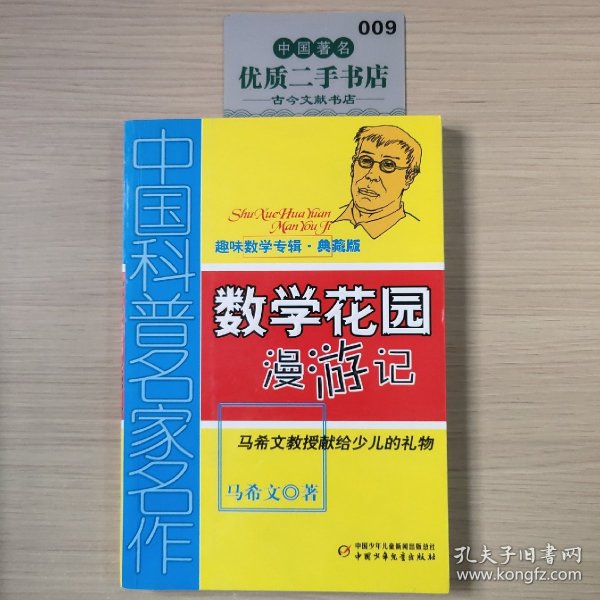 009
中国著名
优质二手书店
古今文献书店
中国科普名家名作
Shu Xue Hua Yuan
Man You Ji
趣味数学专辑·典藏版
数学花园
漫游记
马希文教授献给少儿的礼物
马希文◎著
中国少年儿童新闻出版总社
中国少年儿童出版社
孔夫子旧书网
www.kongfz.com